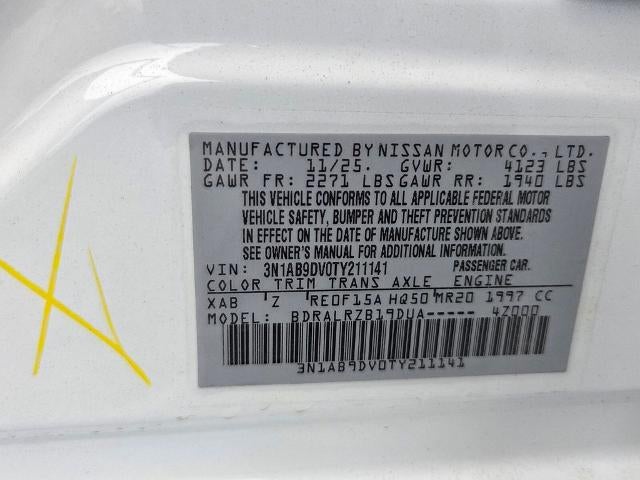 MANUFACTURED BY NISSAN MOTOR CO., LTD.
DATE: 11/25. GVWR: 4123 LBS
GAWR FR: 2271 LBS GAWR RR: 1940 LBS
THIS VEHICLE CONFORMS TO ALL APPLICABLE FEDERAL MOTOR
VEHICLE SAFETY, BUMPER AND THEFT PREVENTION STANDARDS
IN EFFECT ON THE DATE OF MANUFACTURE SHOWN ABOVE.
SEE OWNER'S MANUAL FOR ADDITIONAL INFORMATION.
VIN: 3N1AB9DV0TY211141 PASSENGER CAR.
COLOR TRIM TRANS AXLE ENGINE
XAB Z RE0F15A HQ50 MR20 1997 CC
MODEL: BDRALRZB19DUA----- 4Z000
3N1AB9DV0TY211141